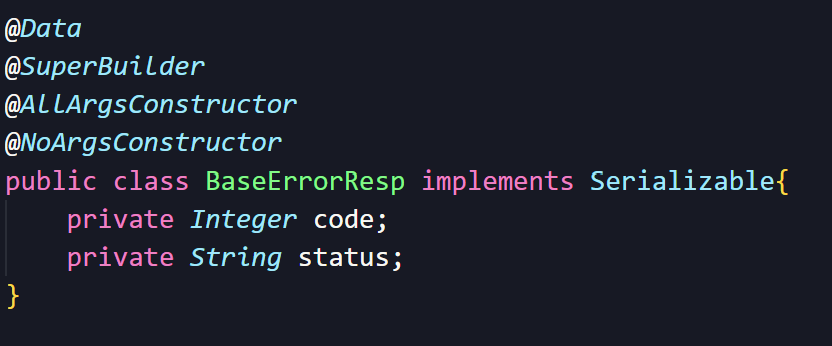 @Data
@SuperBuilder
@AllArgsConstructor
@NoArgsConstructor
public class BaseErrorResp implements Serializable{
    private Integer code;
    private String status;
}